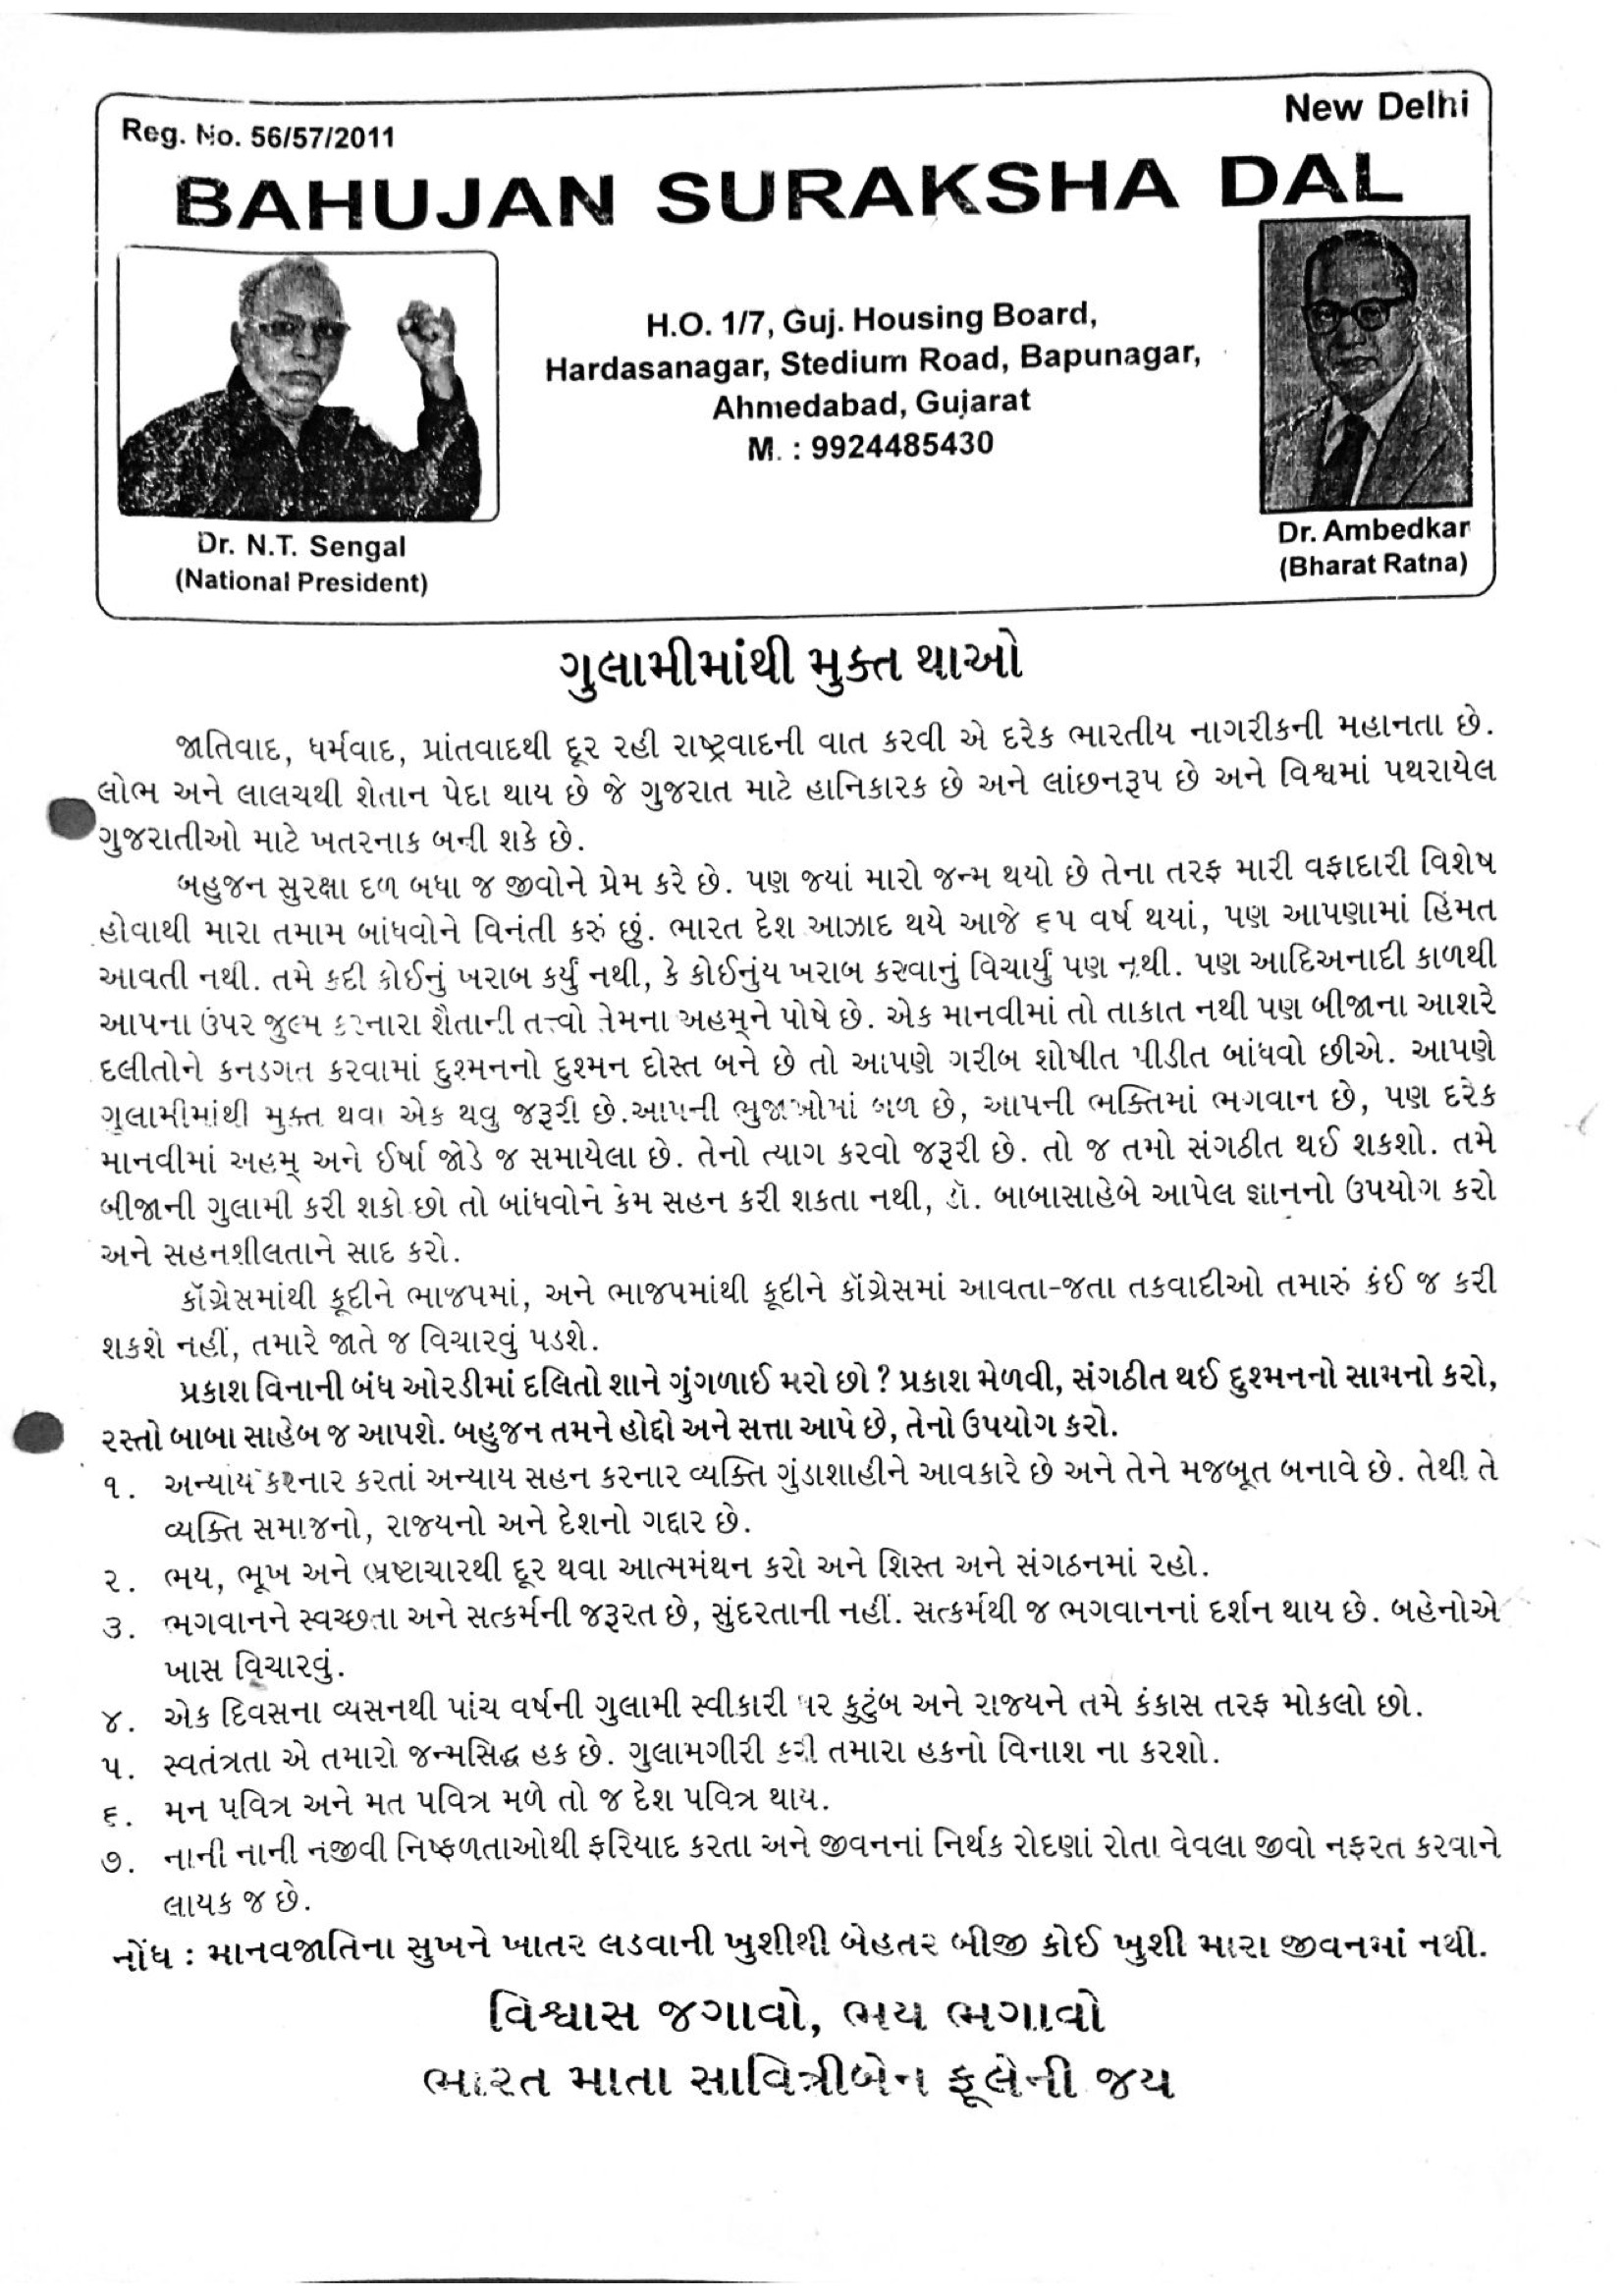 Reg. No. 56/57/2011
New Delhi
BAHUJAN SURAKSHA DAL
H.O. 1/7, Guj. Housing Board,
Hardasanagar, Stedium Road, Bapunagar,
Ahmedabad, Gujarat
M. : 9924485430
Dr. N.T. Sengal
(National President)
Dr. Ambedkar
(Bharat Ratna)
ગુલામીમાંથી મુક્ત થાઓ
જાતિવાદ, ધર્મવાદ, પ્રાંતવાદથી દૂર રહી રાષ્ટ્રવાદની વાત કરવી એ દરેક ભારતીય નાગરીકની મહાનતા છે.
લોભ અને લાલચથી શેતાન પેદા થાય છે જે ગુજરાત માટે હાનિકારક છે અને લાંછનરૂપ છે અને વિશ્વમાં પથરાયેલ
ગુજરાતીઓ માટે ખતરનાક બની શકે છે.
બહુજન સુરક્ષા દળ બધા જ જીવોને પ્રેમ કરે છે. પણ જ્યાં મારો જન્મ થયો છે તેના તરફ મારી વફાદારી વિશેષ
હોવાથી મારા તમામ બાંધવોને વિનંતી કરું છું. ભારત દેશ આઝાદ થયે આજે ૬૫ વર્ષ થયાં, પણ આપણામાં હિંમત
આવતી નથી. તમે કદી કોઈનું ખરાબ કર્યું નથી, કે કોઈનુંય ખરાબ કરવાનું વિચાર્યું પણ નથી. પણ આદિઅનાદી કાળથી
આપના ઉપર જુલ્મ કરનારા શૈતાની તત્ત્વો તેમના અહમ્‌ને પોષે છે. એક માનવીમાં તો તાકાત નથી પણ બીજાના આશરે
દલીતોને કનડગત કરવામાં દુશ્મનનો દુશ્મન દોસ્ત બને છે તો આપણે ગરીબ શોષીત પીડીત બાંધવો છીએ. આપણે
ગુલામીમાંથી મુક્ત થવા એક થવુ જરૂરી છે.આપની ભુજાઓમાં બળ છે, આપની ભક્તિમાં ભગવાન છે, પણ દરેક
માનવીમાં અહમ્ અને ઈર્ષા જોડે જ સમાયેલા છે. તેનો ત્યાગ કરવો જરૂરી છે. તો જ તમો સંગઠીત થઈ શકશો. તમે
બીજાની ગુલામી કરી શકો છો તો બાંધવોને કેમ સહન કરી શકતા નથી, ડૉ. બાબાસાહેબે આપેલ જ્ઞાનનો ઉપયોગ કરો
અને સહનશીલતાને સાદ કરો.
કૉંગ્રેસમાંથી કૂદીને ભાજપમાં, અને ભાજપમાંથી કૂદીને કૉંગ્રેસમાં આવતા-જતા તકવાદીઓ તમારું કંઈ જ કરી
શકશે નહીં, તમારે જાતે જ વિચારવું પડશે.
પ્રકાશ વિનાની બંધ ઓરડીમાં દલિતો શાને ગુંગળાઈ મરો છો? પ્રકાશ મેળવી, સંગઠીત થઈ દુશ્મનનો સામનો કરો,
રસ્તો બાબા સાહેબ જ આપશે. બહુજન તમને હોદ્દો અને સત્તા આપે છે, તેનો ઉપયોગ કરો.
૧. અન્યાય કરનાર કરતાં અન્યાય સહન કરનાર વ્યક્તિ ગુંડાશાહીને આવકારે છે અને તેને મજબૂત બનાવે છે. તેથી તે
વ્યક્તિ સમાજનો, રાજ્યનો અને દેશનો ગદ્દાર છે.
૨. ભય, ભૂખ અને ભ્રષ્ટાચારથી દૂર થવા આત્મમંથન કરો અને શિસ્ત અને સંગઠનમાં રહો.
૩. ભગવાનને સ્વચ્છતા અને સત્કર્મની જરૂરત છે, સુંદરતાની નહીં. સત્કર્મથી જ ભગવાનનાં દર્શન થાય છે. બહેનોએ
ખાસ વિચારવું.
૪. એક દિવસના વ્યસનથી પાંચ વર્ષની ગુલામી સ્વીકારી પર કુટુંબ અને રાજ્યને તમે કંકાસ તરફ મોકલો છો.
૫. સ્વતંત્રતા એ તમારો જન્મસિદ્ધ હક છે. ગુલામગીરી કરી તમારા હકનો વિનાશ ના કરશો.
૬. મન પવિત્ર અને મત પવિત્ર મળે તો જ દેશ પવિત્ર થાય.
૭. નાની નાની નજીવી નિષ્ફળતાઓથી ફરિયાદ કરતા અને જીવનનાં નિર્થક રોદણાં રોતા વેવલા જીવો નફરત કરવાને
લાયક જ છે.
નોંધ : માનવજાતિના સુખને ખાતર લડવાની ખુશીથી બેહતર બીજી કોઈ ખુશી મારા જીવનમાં નથી.
વિશ્વાસ જગાવો, ભય ભગાવો
ભારત માતા સાવિત્રીબેન ફૂલેની જય